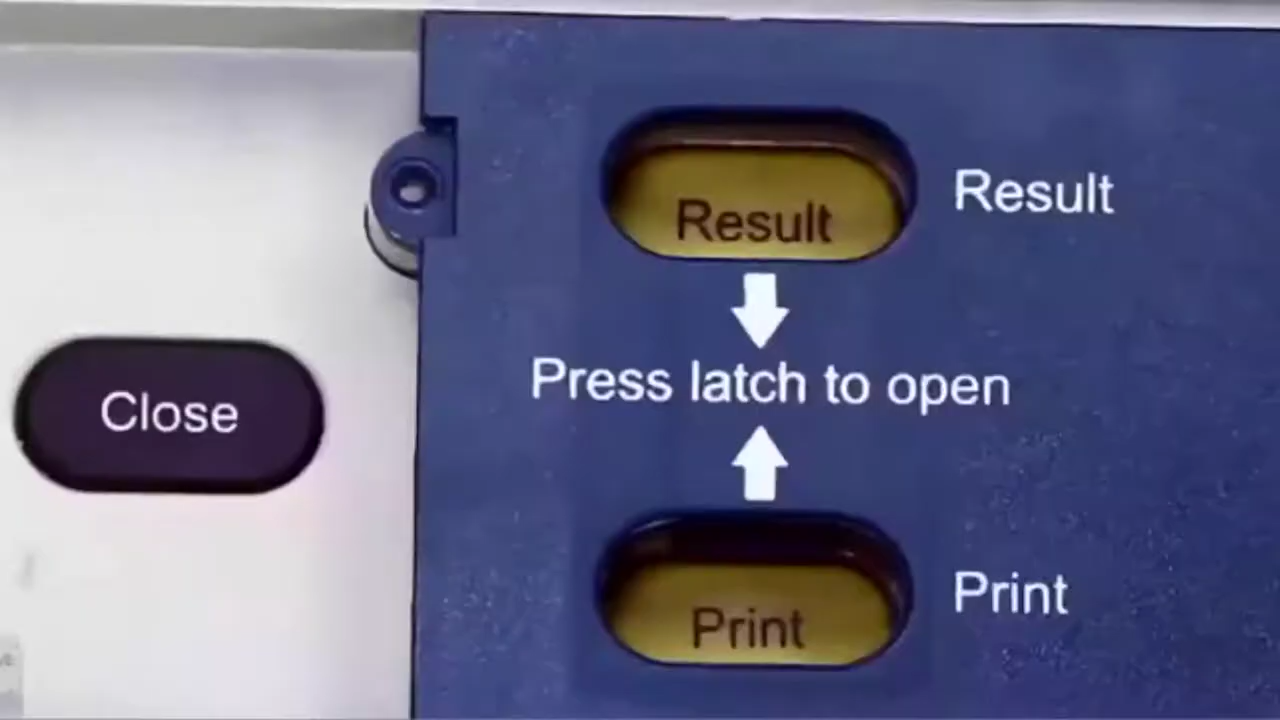 Result
Result
Press latch to open
Close
Print
Print